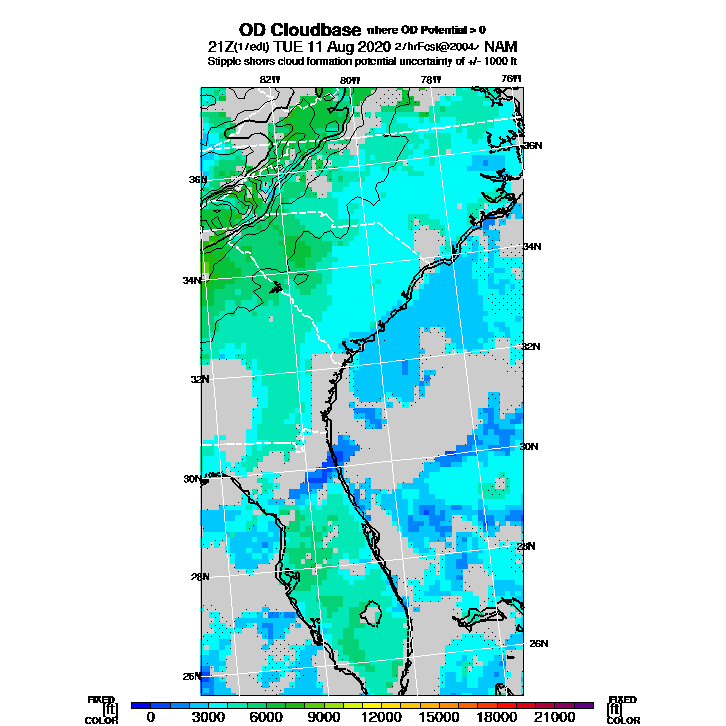 OD Cloudbase where OD Potential > 0
21Z(17edt) TUE 11 Aug 2020 27hrFcst@2004z NAM
Stipple shows cloud formation potential uncertainty of +/- 1000 ft
82W 80W 78W 76W
36N
36N
34N
34N
32N
32N
30N
30N
28N
28N
26N
26N
FIXED FIXED
[ft] [ft]
COLOR COLOR
0 3000 6000 9000 12000 15000 18000 21000